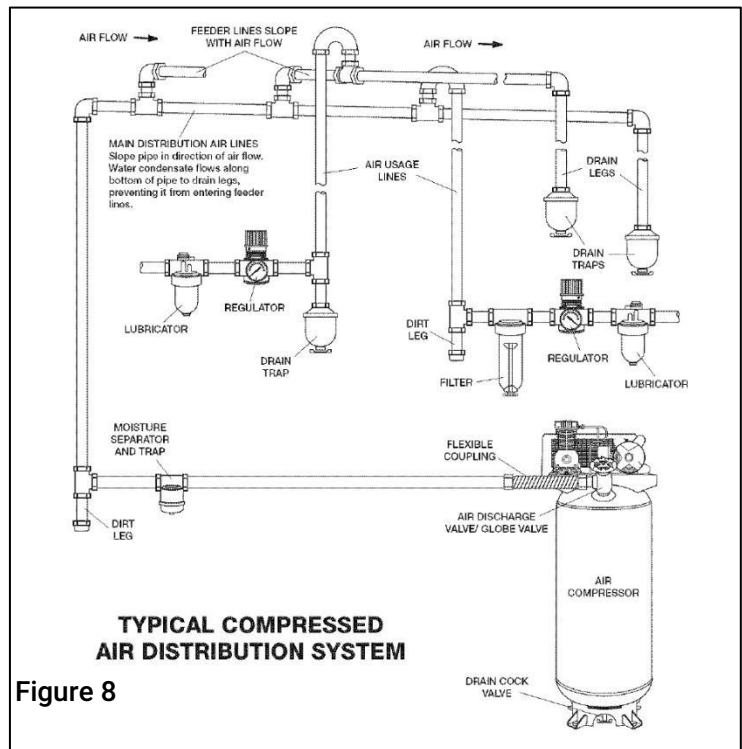 AIR FLOW
FEEDER LINES SLOPE
WITH AIR FLOW
AIR FLOW
MAIN DISTRIBUTION AIR LINES
Slope pipe in direction of air flow.
Water condensate flows along
bottom of pipe to drain legs,
preventing it from entering feeder
lines.
AIR USAGE
LINES
DRAIN
LEGS
DRAIN
TRAPS
LUBRICATOR
REGULATOR
DRAIN
TRAP
DIRT
LEG
FILTER
REGULATOR
LUBRICATOR
MOISTURE
SEPARATOR
AND TRAP
FLEXIBLE
COUPLING
DIRT
LEG
AIR DISCHARGE
VALVE/ GLOBE VALVE
AIR
COMPRESSOR
TYPICAL COMPRESSED
AIR DISTRIBUTION SYSTEM
DRAIN COCK
VALVE
Figure 8